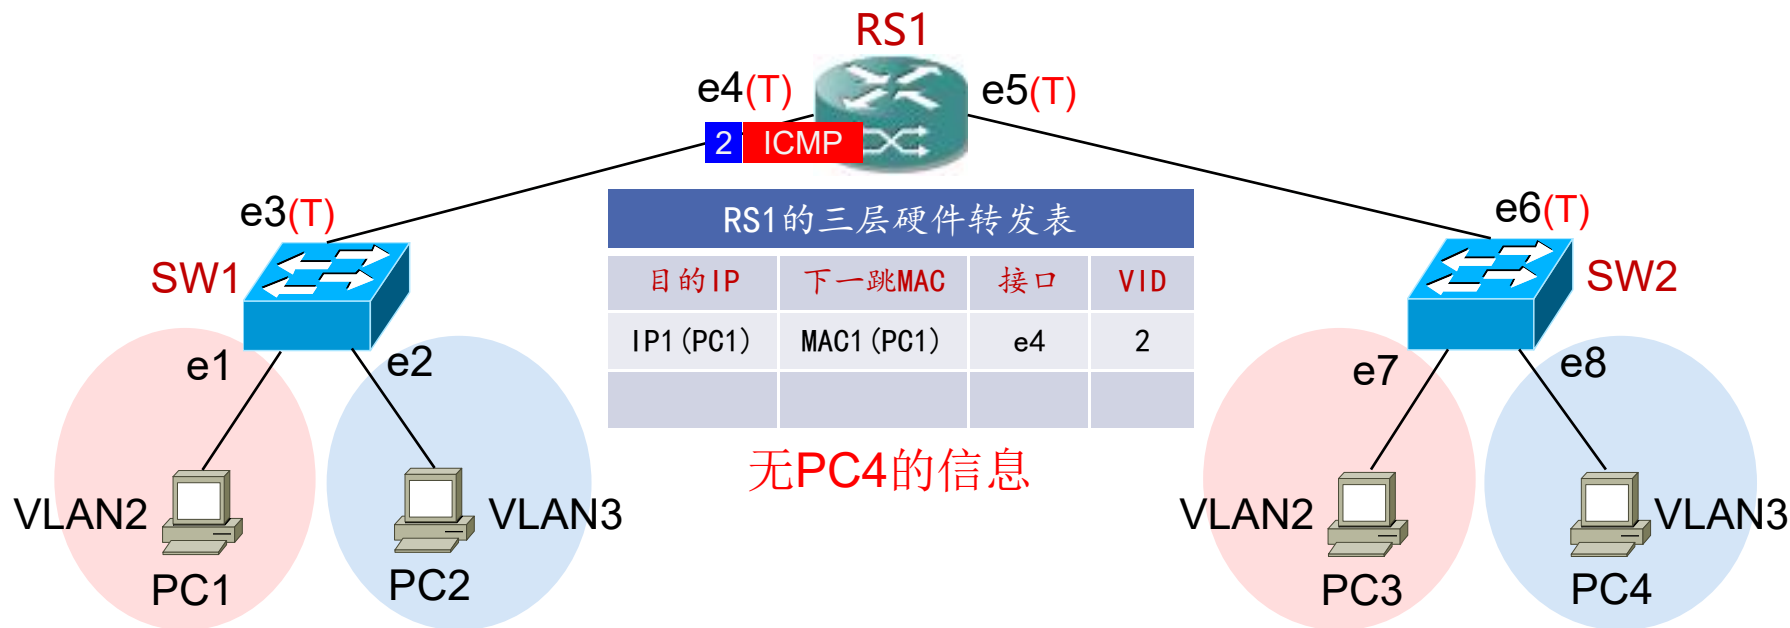 RS1
e4(T)
e5(T)
2 ICMP
e3(T)
e6(T)
SW1
SW2
RS1的三层硬件转发表
目的IP 下一跳MAC 接口 VID
IP1(PC1) MAC1(PC1) e4 2
无PC4的信息
e1
e2
e7
e8
VLAN2
VLAN3
VLAN2
VLAN3
PC1
PC2
PC3
PC4